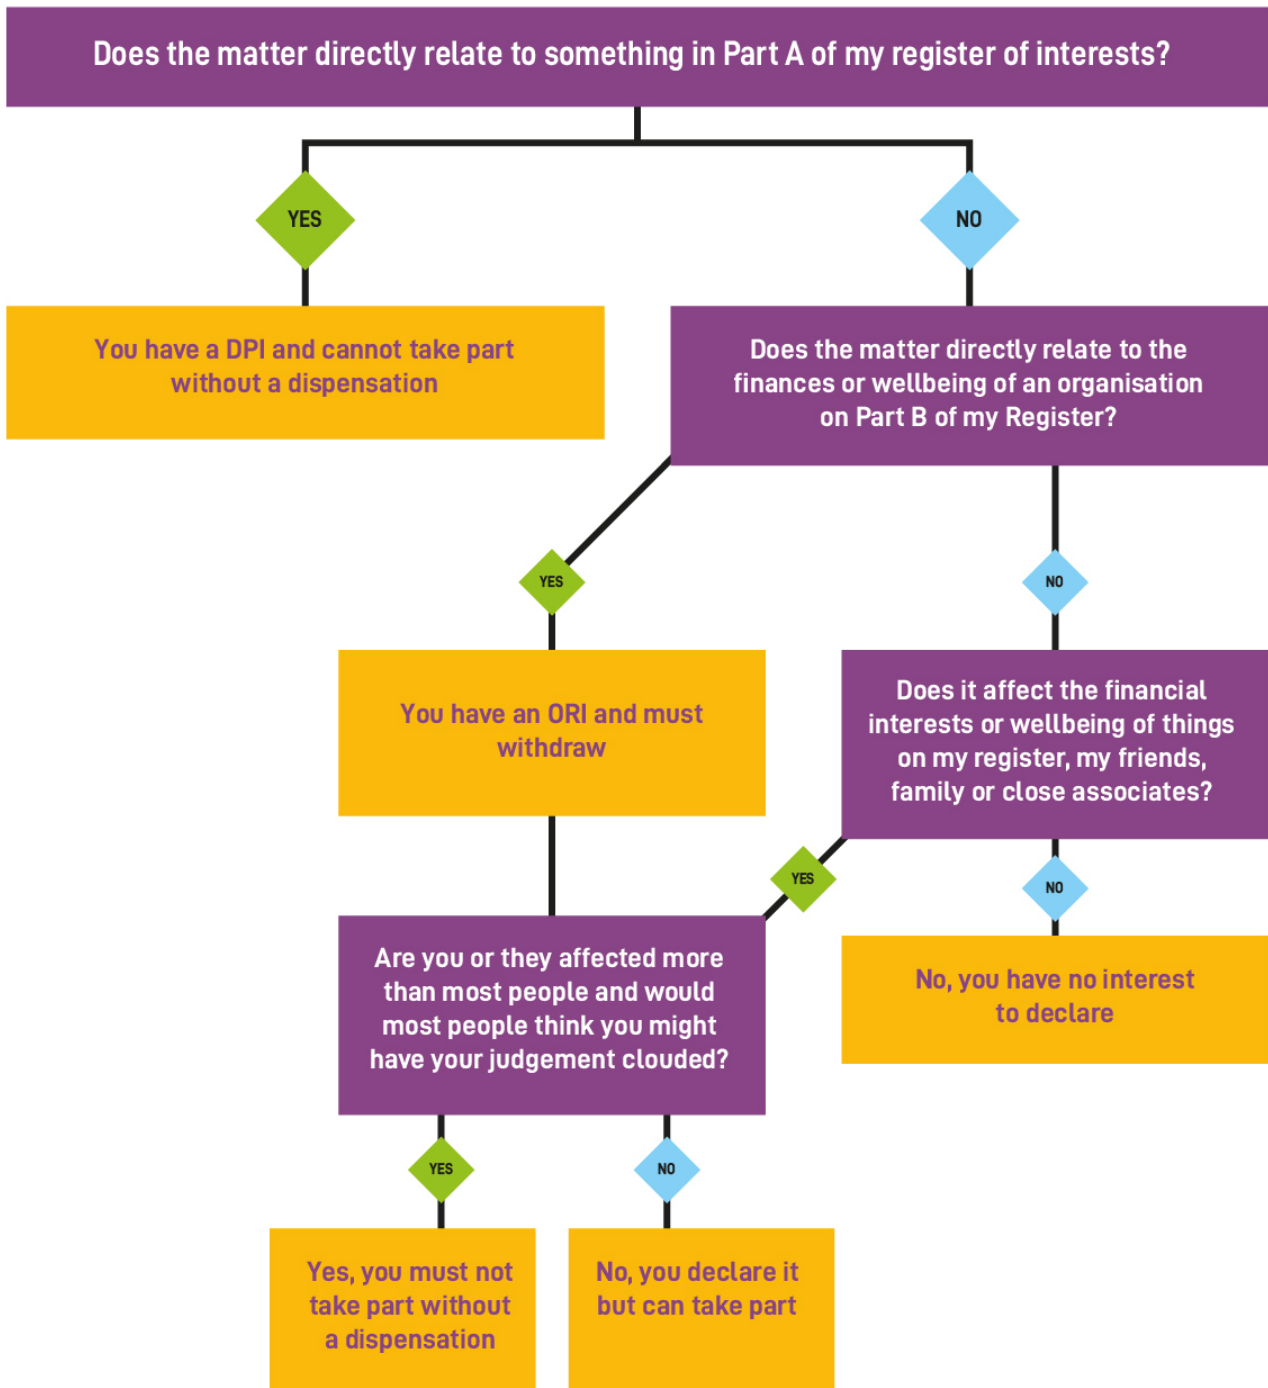 Does the matter directly relate to something in Part A of my register of interests?
YES
NO
You have a DPI and cannot take part
without a dispensation
Does the matter directly relate to the
finances or wellbeing of an organisation
on Part B of my Register?
YES
NO
You have an ORI and must
withdraw
Does it affect the financial
interests or wellbeing of things
on my register, my friends,
family or close associates?
YES
NO
Are you or they affected more
than most people and would
most people think you might
have your judgement clouded?
No, you have no interest
to declare
YES
NO
Yes, you must not
take part without
a dispensation
No, you declare it
but can take part